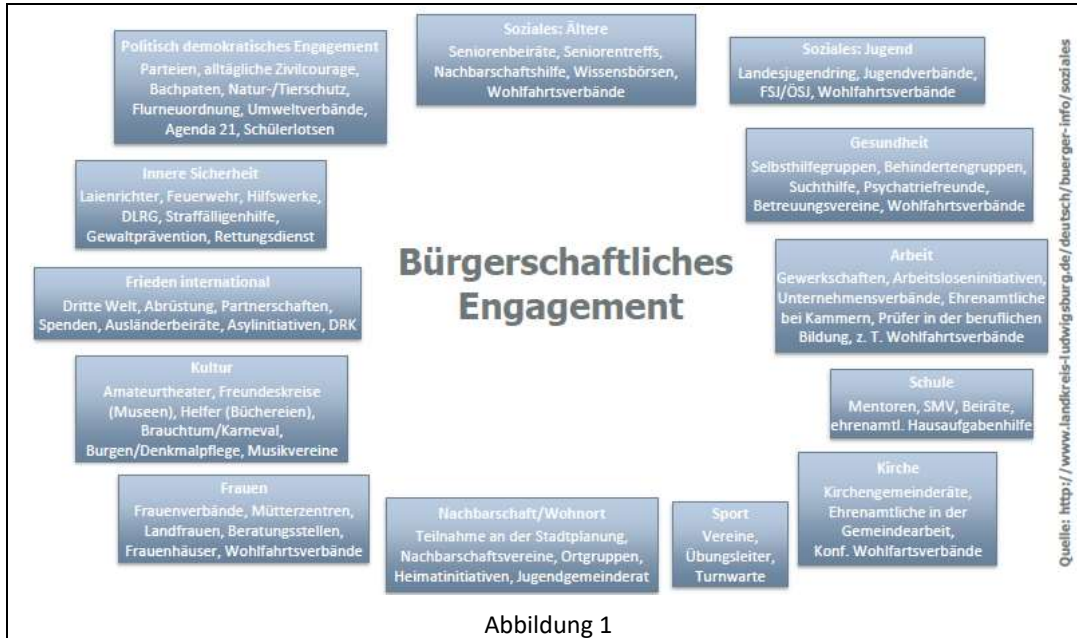 Politisch demokratisches Engagement
Parteien, alltägliche Zivilcourage,
Bachpaten, Natur-/Tierschutz,
Flurneuordnung, Umweltverbände,
Agenda 21, Schülerlotsen
Soziales: Ältere
Seniorenbeiräte, Seniorentreffs,
Nachbarschaftshilfe, Wissensbörsen,
Wohlfahrtsverbände
Soziales: Jugend
Landesjugendring, Jugendverbände,
FSJ/ÖSJ, Wohlfahrtsverbände
Innere Sicherheit
Laienrichter, Feuerwehr, Hilfswerke,
DLRG, Straffälligenhilfe,
Gewaltprävention, Rettungsdienst
Gesundheit
Selbsthilfegruppen, Behindertengruppen,
Suchthilfe, Psychatriefreunde,
Betreuungsvereine, Wohlfahrtsverbände
Bürgerschaftliches
Engagement
Frieden international
Dritte Welt, Abrüstung, Partnerschaften,
Spenden, Ausländerbeiräte, Asylinitiativen, DRK
Arbeit
Gewerkschaften, Arbeitsloseninitiativen,
Unternehmensverbände, Ehrenamtliche
bei Kammern, Prüfer in der beruflichen
Bildung, z. T. Wohlfahrtsverbände
Kultur
Amateurtheater, Freundeskreise
(Museen), Helfer (Büchereien),
Brauchtum/Karneval,
Burgen/Denkmalpflege, Musikvereine
Schule
Mentoren, SMV, Beiräte,
ehrenamtl. Hausaufgabenhilfe
Frauen
Frauenverbände, Mütterzentren,
Landfrauen, Beratungsstellen,
Frauenhäuser, Wohlfahrtsverbände
Nachbarschaft/Wohnort
Teilnahme an der Stadtplanung,
Nachbarschaftsvereine, Ortgruppen,
Heimatinitiativen, Jugendgemeinderat
Sport
Vereine,
Übungsleiter,
Turnwarte
Kirche
Kirchengemeinderäte,
Ehrenamtliche in der
Gemeindearbeit,
Konf. Wohlfartsverbände
Quelle: http://www.landkreis-ludwigsburg.de/deutsch/buerger-info/soziales
Abbildung 1